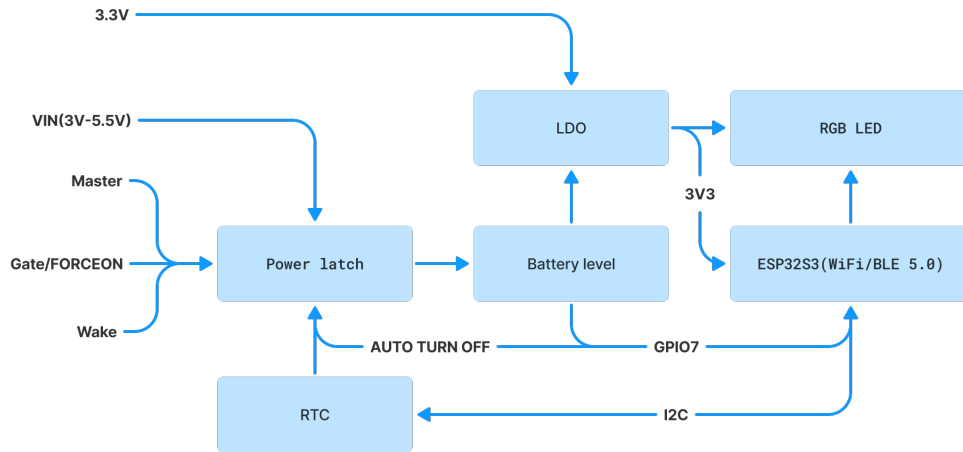 3.3V
VIN(3V-5.5V)
LDO
RGB LED
Master
3V3
Gate/FORCEON
Power latch
Battery level
ESP32S3(WiFi/BLE 5.0)
Wake
AUTO TURN OFF
GPIO7
RTC
I2C